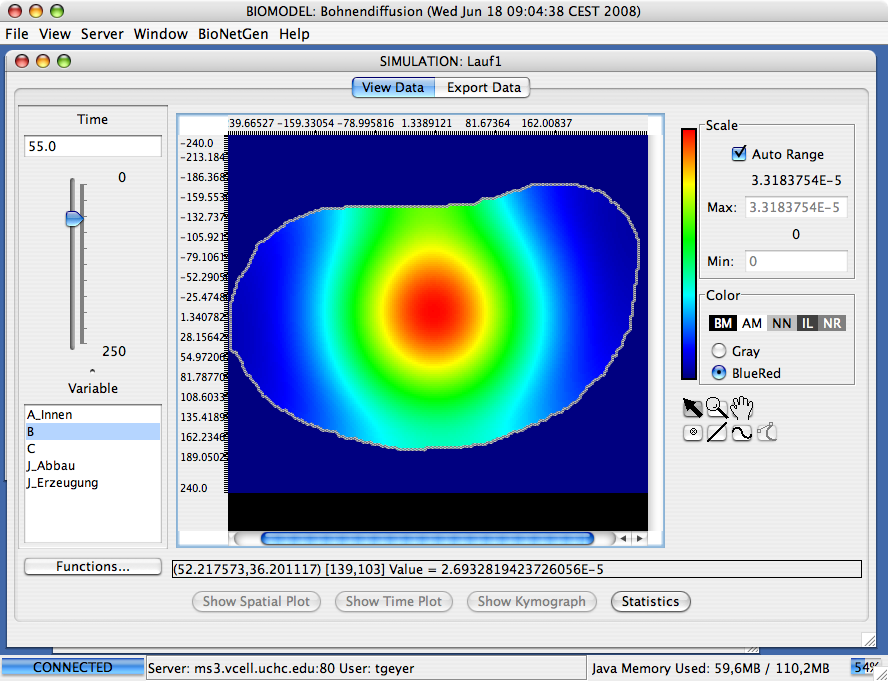 BIOMODEL: Bohnendiffusion (Wed Jun 18 09:04:38 CEST 2008)
File View Server Window BioNetGen Help
SIMULATION: Lauf1
View Data Export Data
Time
55.0
0
250
Variable
A_Innen
B
C
J_Abbau
J_Erzeugung
Functions...
39.66527 -159.33054 -78.995816 1.3389121 81.67364 162.00837
-240.0
-213.184
-186.368
-159.553
-132.737
-105.921
-79.1061
-52.2905
-25.4748
1.340782
28.15642
54.97206
81.78770
108.6033
135.4189
162.2346
189.0502
240.0
Scale
Auto Range
3.3183754E-5
Max: 3.3183754E-5
0
Min: 0
Color
BM AM NN IL NR
Gray
BlueRed
(52.217573,36.201117) [139,103] Value = 2.6932819423726056E-5
Show Spatial Plot Show Time Plot Show Kymograph Statistics
CONNECTED Server: ms3.vcell.uchc.edu:80 User: tgeyer Java Memory Used: 59,6MB / 110,2MB 54%